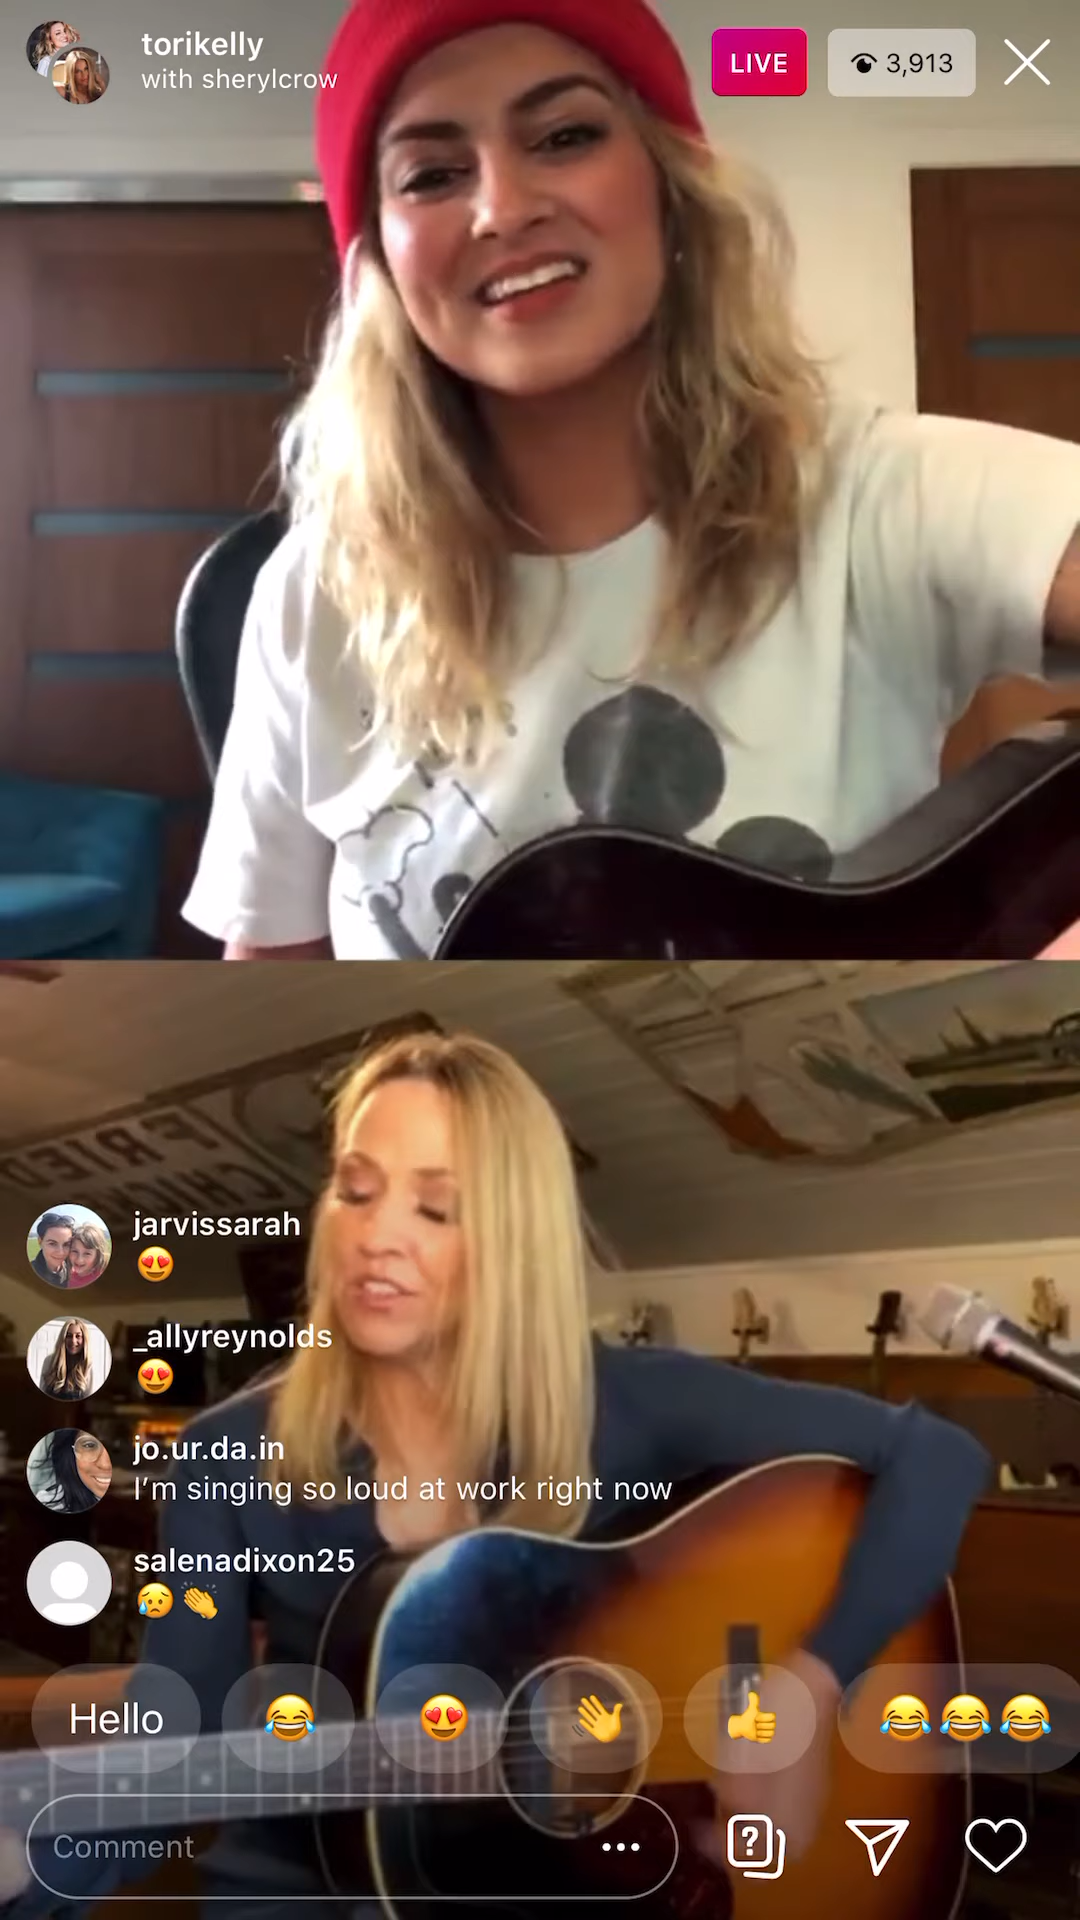 torikelly
with sherylcrow
LIVE
3,913
FRIED
jarvissarah
😍
_allyreynolds
😍
jo.ur.da.in
I’m singing so loud at work right now
salenadixon25
😥👏
Hello 😂 😍 👋 👍 😂😂😂
Comment